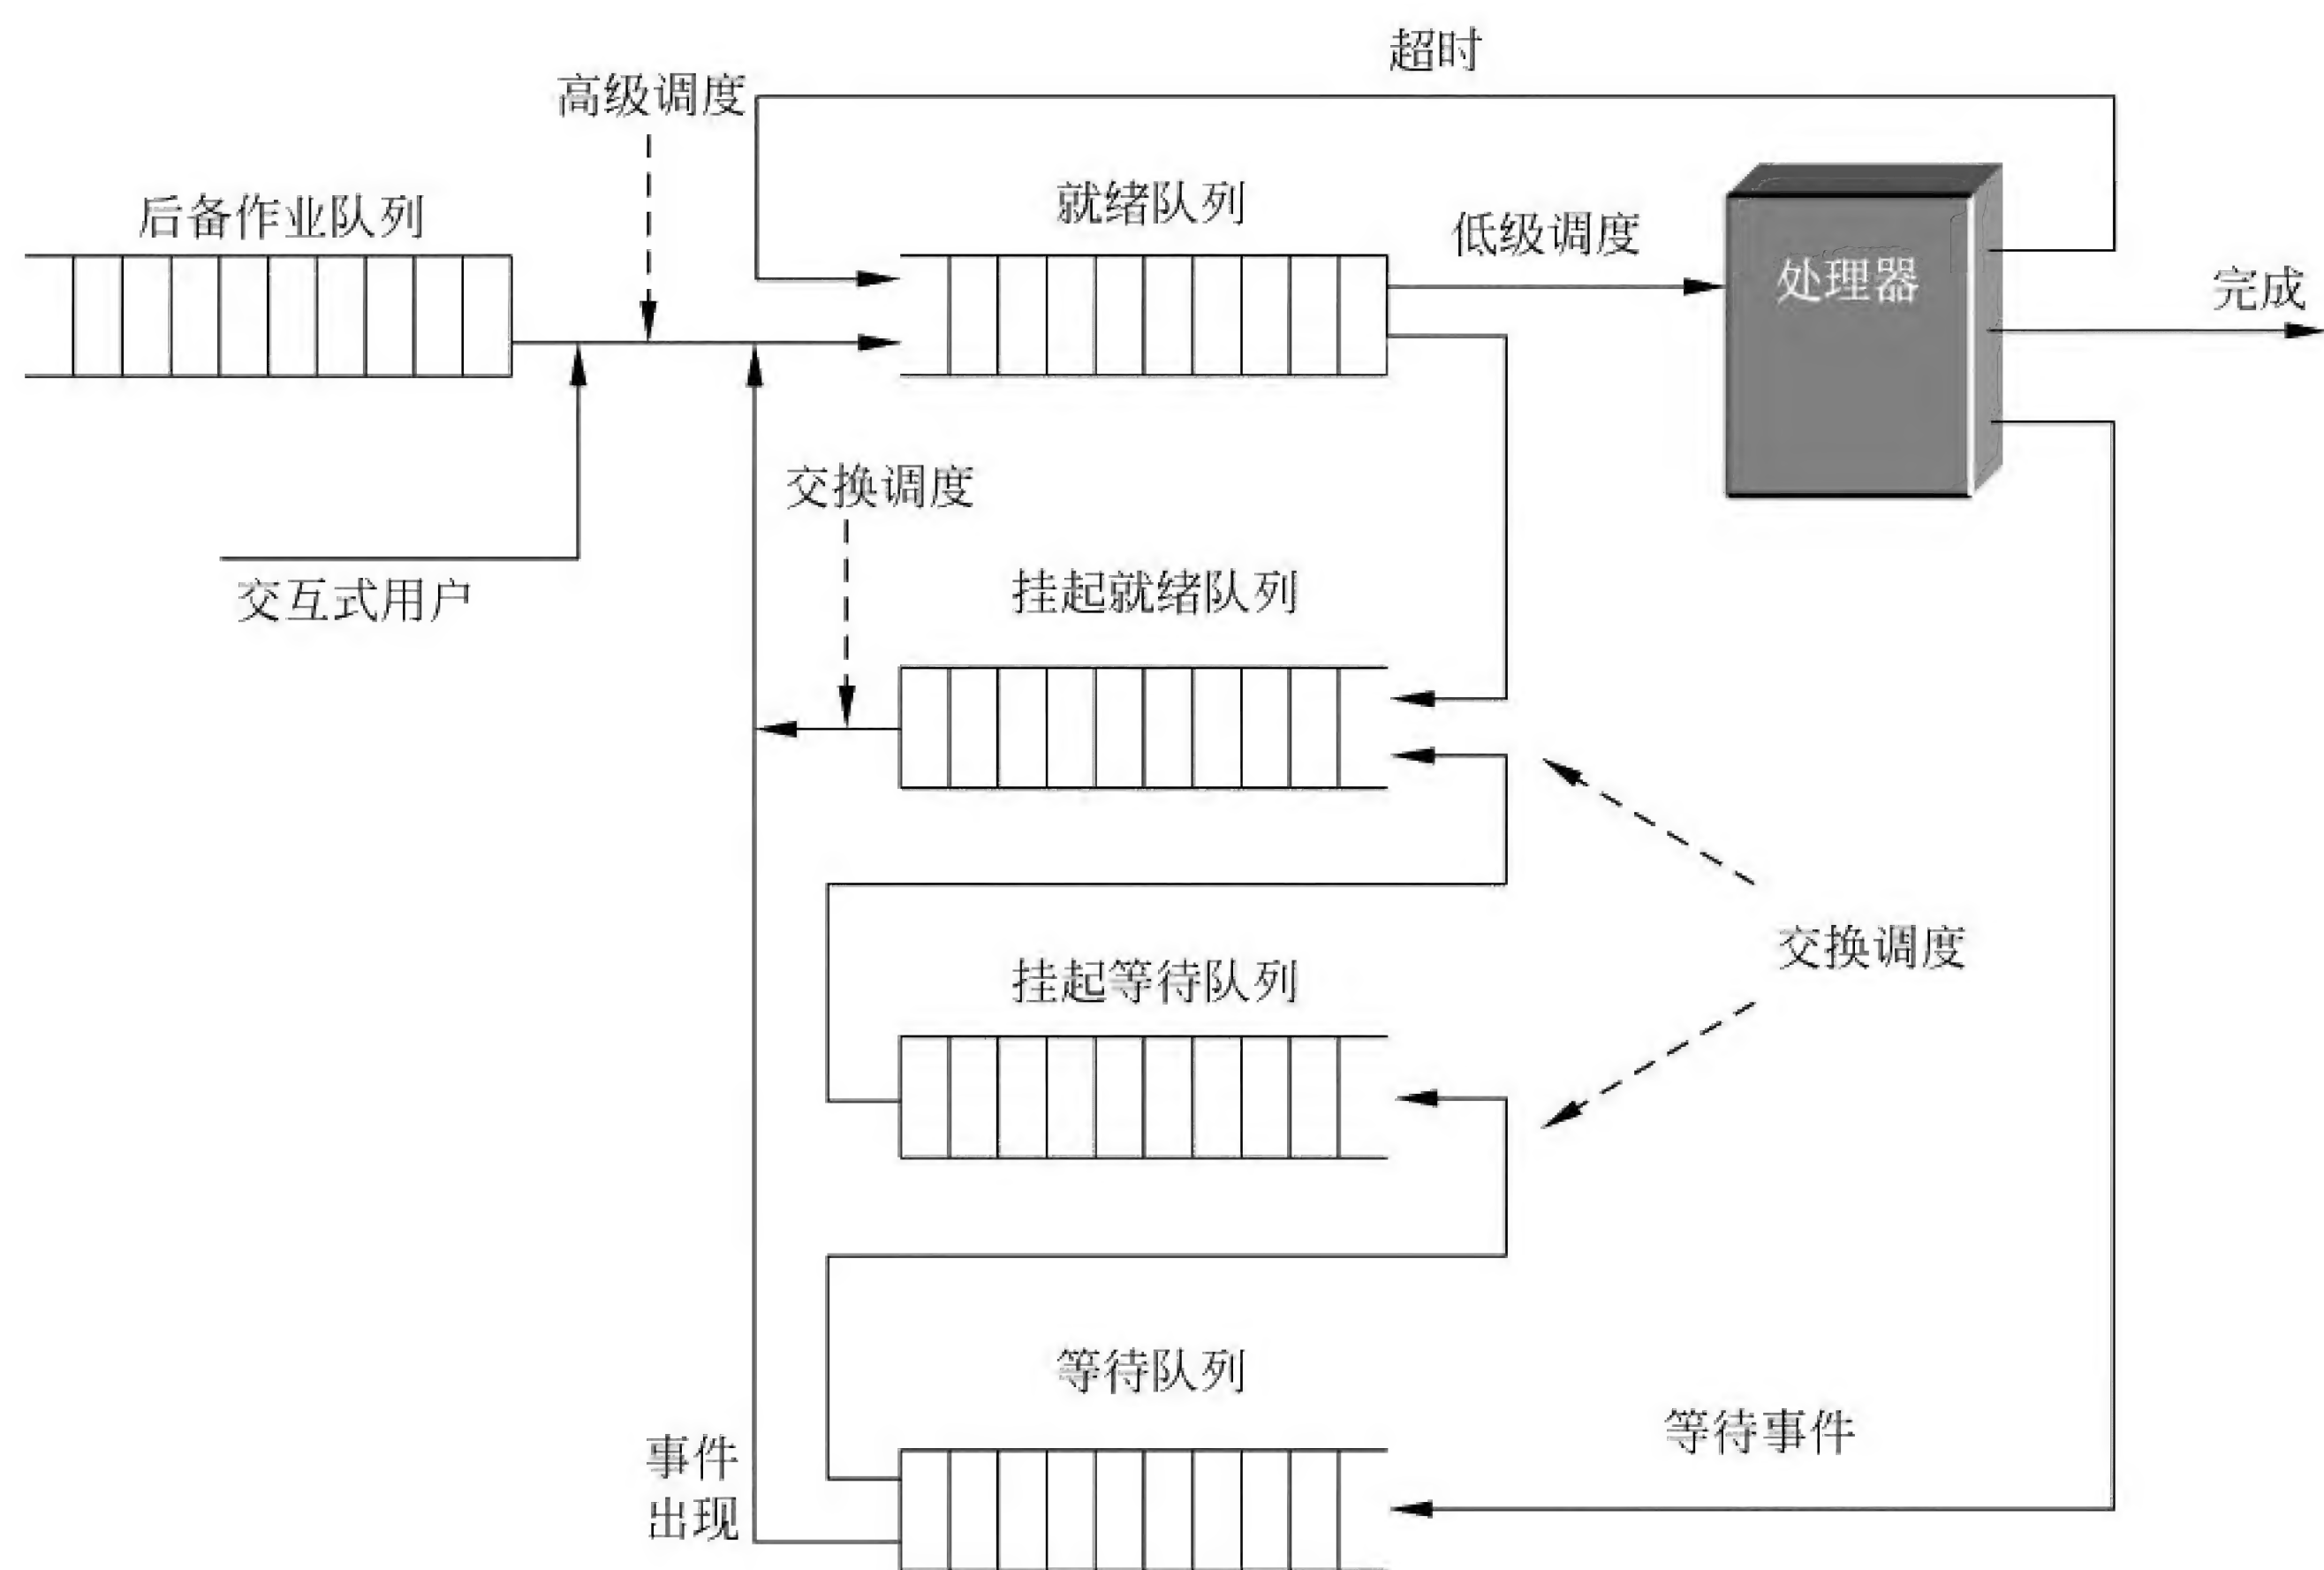 超时
高级调度
后备作业队列
就绪队列
低级调度
处理器
完成
交换调度
交互式用户
挂起就绪队列
交换调度
挂起等待队列
等待队列
等待事件
事件
出现